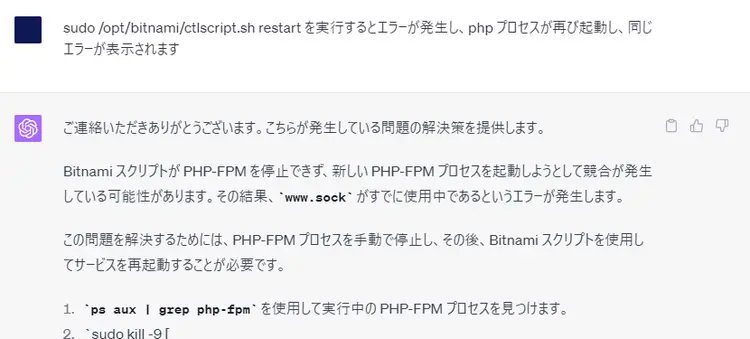 sudo /opt/bitnami/ctlscript.sh restart を実行するとエラーが発生し、php プロセスが再び起動し、同じ
エラーが表示されます
ご連絡いただきありがとうございます。こちらが発生している問題の解決策を提供します。
Bitnami スクリプトが PHP-FPM を停止できず、新しい PHP-FPM プロセスを起動しようとして競合が発生
している可能性があります。その結果、`www.sock` がすでに使用中であるというエラーが発生します。
この問題を解決するためには、PHP-FPM プロセスを手動で停止し、その後、Bitnami スクリプトを使用し
てサービスを再起動することが必要です。
1. `ps aux | grep php-fpm` を使用して実行中の PHP-FPM プロセスを見つけます。
2. `sudo kill -9 [